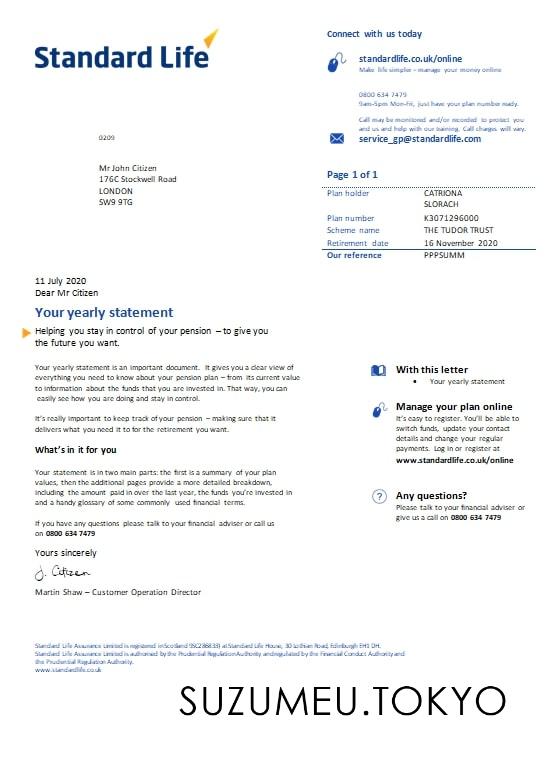 Standard Life
Connect with us today
standardlife.co.uk/online
Make life simpler – manage your money online
0800 634 7479
9am-5pm Mon-Fri, just have your plan number ready.
Call may be monitored and/or recorded to protect you
and us and help with our training. Call charges will vary.
service_gp@standardlife.com
0209
Mr John Citizen
176C Stockwell Road
LONDON
SW9 9TG
Page 1 of 1
Plan holder CATRIONA
SLORACH
Plan number K3071296000
Scheme name THE TUDOR TRUST
Retirement date 16 November 2020
Our reference PPPSUMM
11 July 2020
Dear Mr Citizen
Your yearly statement
Helping you stay in control of your pension – to give you
the future you want.
Your yearly statement is an important document. It gives you a clear view of
everything you need to know about your pension plan – from its current value
to information about the funds that you are invested in. That way, you can
easily see how you are doing and stay in control.
It's really important to keep track of your pension – making sure that it
delivers what you need it to for the retirement you want.
What's in it for you
Your statement is in two main parts: the first is a summary of your plan
values, then the additional pages provide a more detailed breakdown,
including the amount paid in over the last year, the funds you're invested in
and a handy glossary of some commonly used financial terms.
If you have any questions please talk to your financial adviser or call us
on 0800 634 7479
Yours sincerely
J. Citizen
Martin Shaw – Customer Operation Director
With this letter
• Your yearly statement
Manage your plan online
It's easy to register. You'll be able to
switch funds, update your contact
details and change your regular
payments. Log in or register at
www.standardlife.co.uk/online
?
Any questions?
Please talk to your financial adviser or
give us a call on 0800 634 7479
Standard Life Assurance Limited is registered in Scotland (SC286833) at Standard Life House, 30 Lothian Road, Edinburgh EH1 DH.
Standard Life Assurance Limited is authorised by the Prudential Regulation Authority and regulated by the Financial Conduct Authority and
the Prudential Regulation Authority.
www.standardlife.co.uk
SUZUMEU.TOKYO